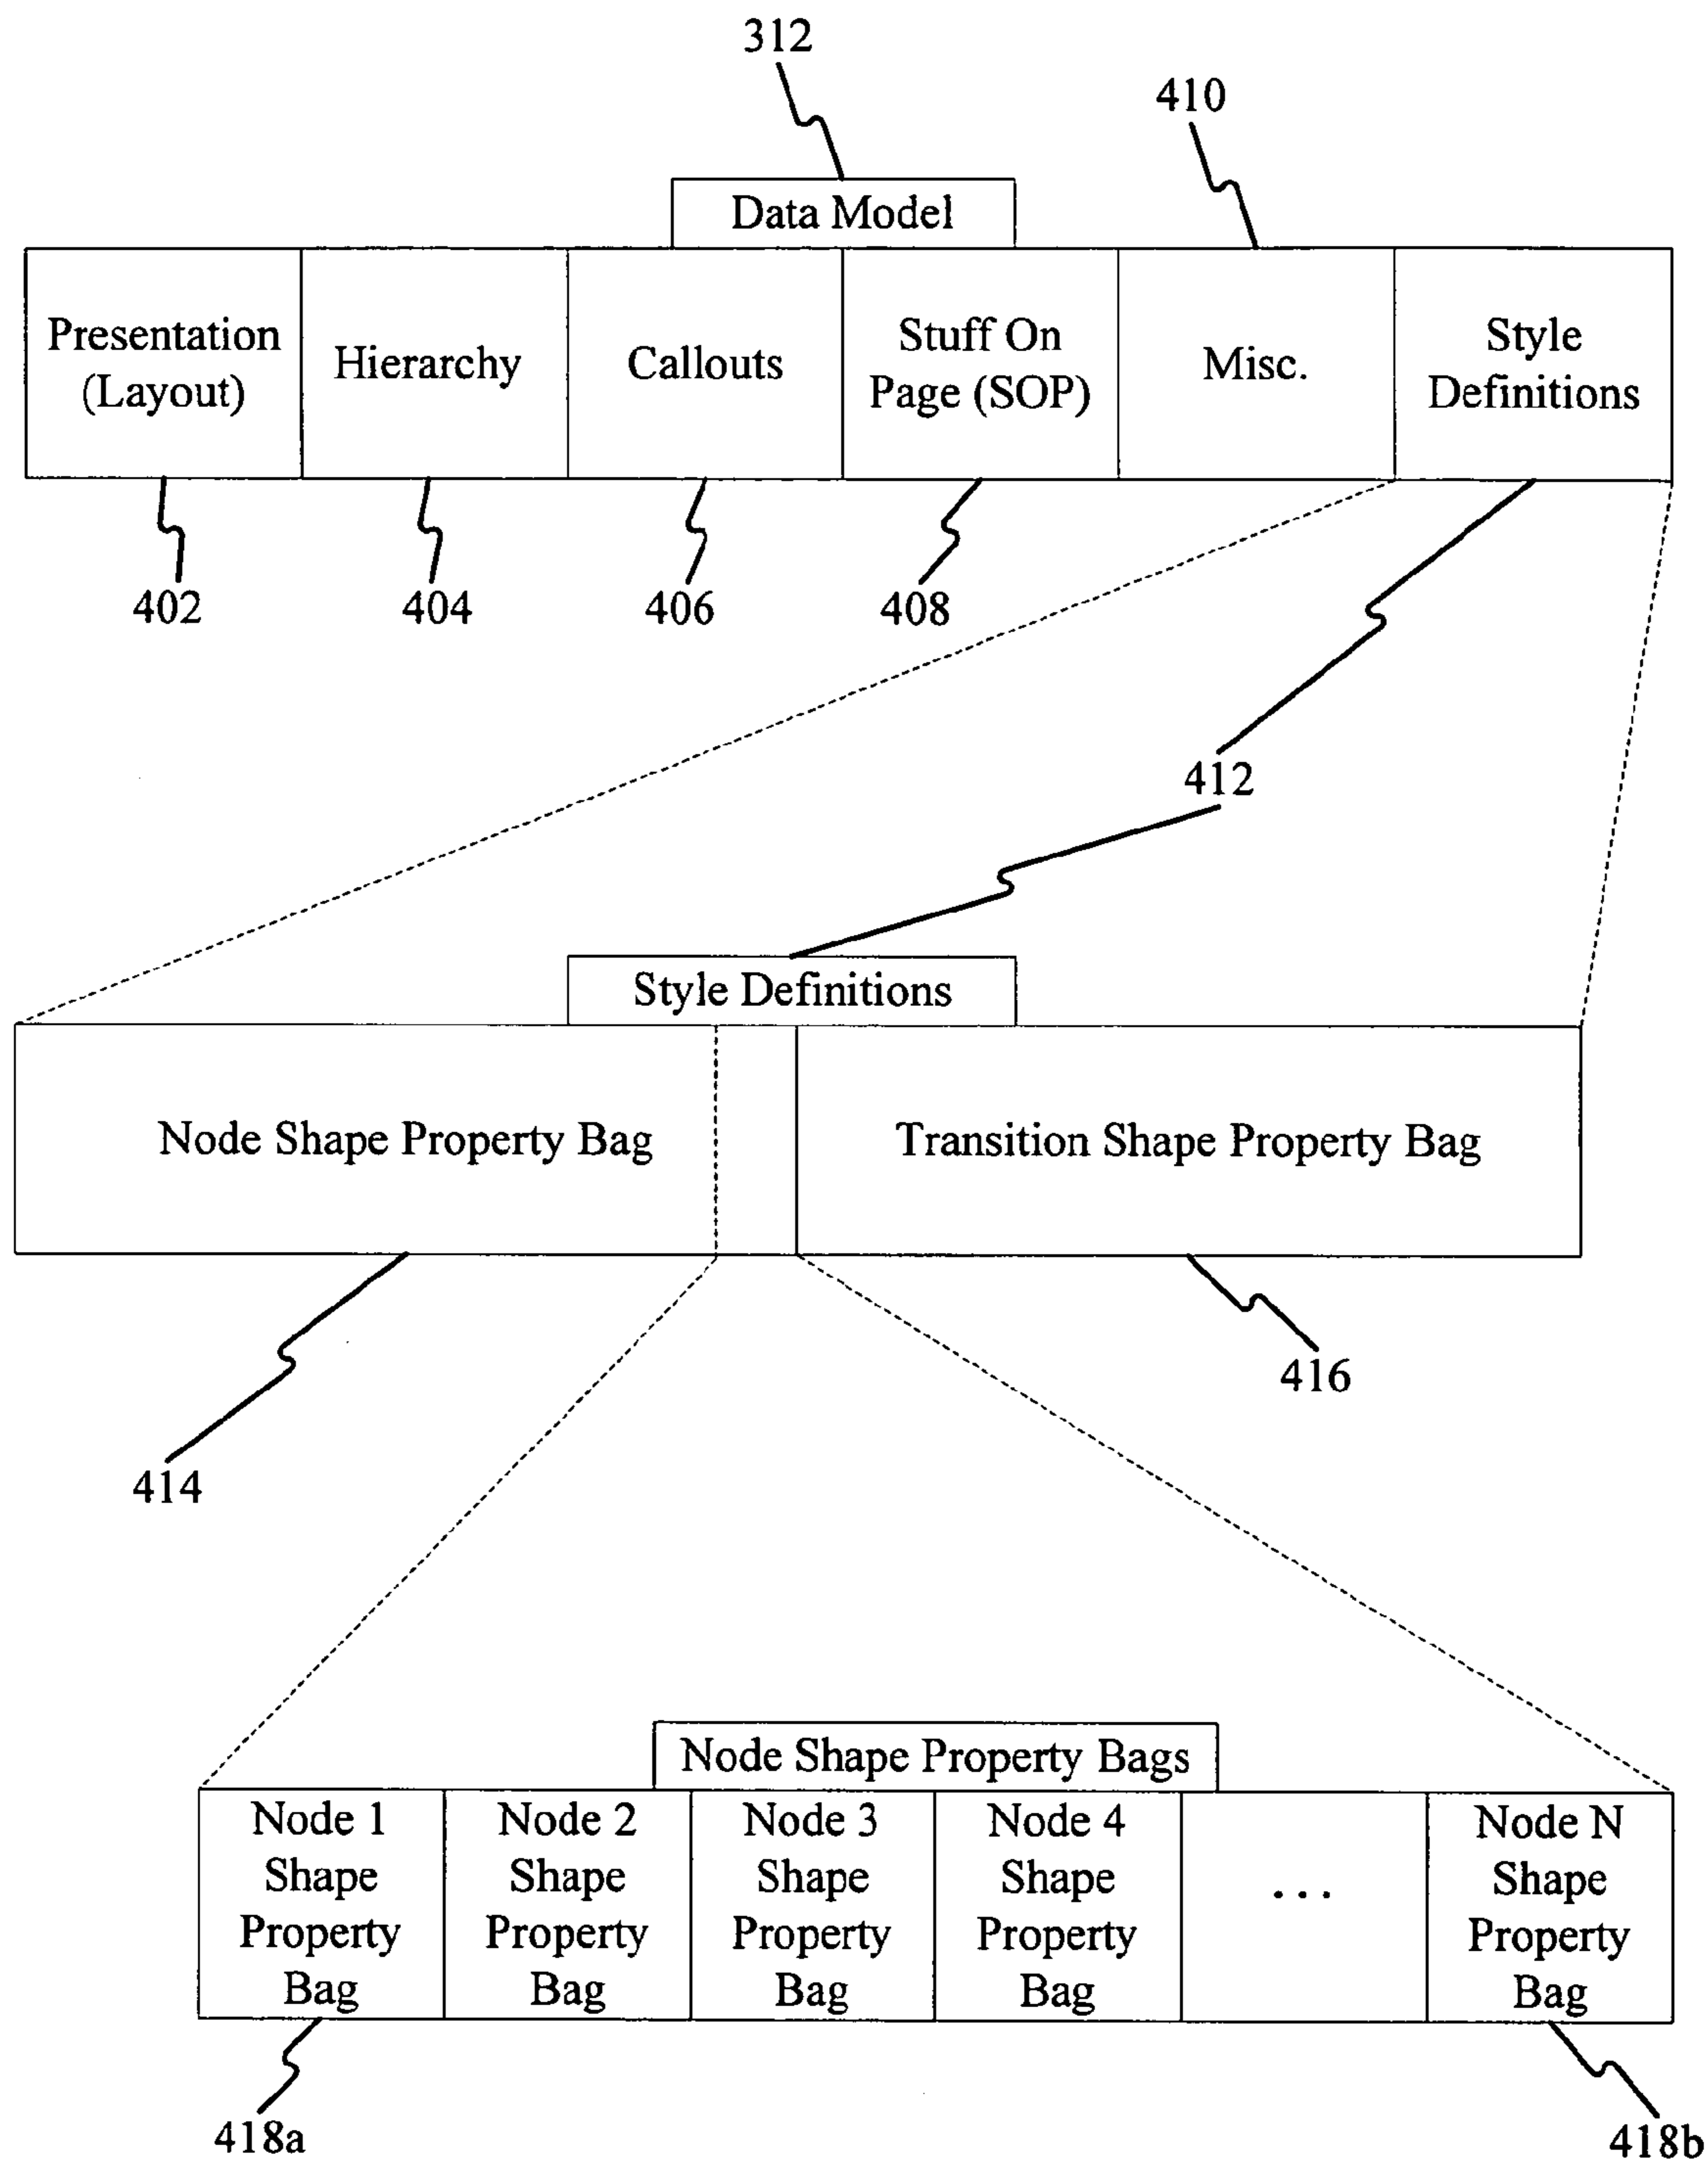 312
410
Data Model
Presentation
(Layout)
Hierarchy
Callouts
Stuff On
Page (SOP)
Misc.
Style
Definitions
402
404
406
408
412
Style Definitions
Node Shape Property Bag
Transition Shape Property Bag
416
414
Node Shape Property Bags
Node 1
Shape
Property
Bag
Node 2
Shape
Property
Bag
Node 3
Shape
Property
Bag
Node 4
Shape
Property
Bag
...
Node N
Shape
Property
Bag
418a
418b